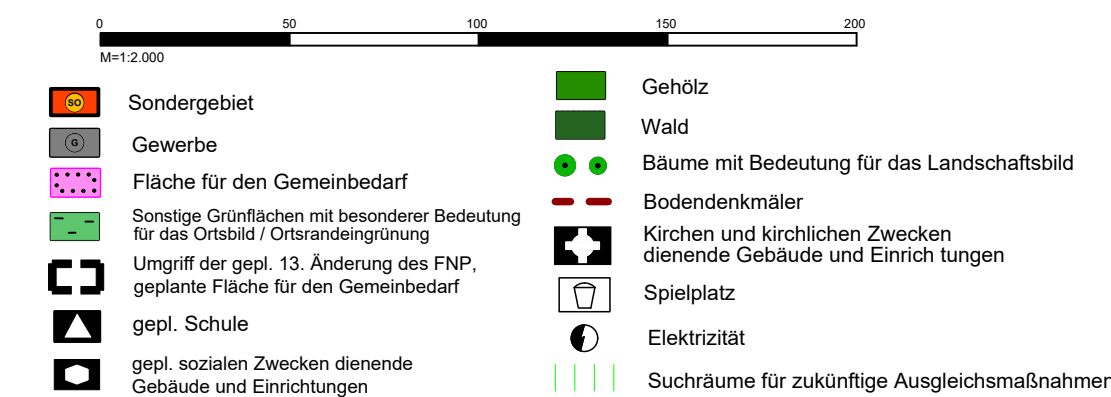 0 50 100 150 200
M=1:2.000
SO Sondergebiet
G Gewerbe
Fläche für den Gemeinbedarf
Sonstige Grünflächen mit besonderer Bedeutung
für das Ortsbild / Ortsrandeingrünung
Umgriff der gepl. 13. Änderung des FNP,
geplante Fläche für den Gemeinbedarf
gepl. Schule
gepl. sozialen Zwecken dienende
Gebäude und Einrichtungen
Gehölz
Wald
Bäume mit Bedeutung für das Landschaftsbild
Bodendenkmäler
Kirchen und kirchlichen Zwecken
dienende Gebäude und Einrich tungen
Spielplatz
Elektrizität
Suchräume für zukünftige Ausgleichsmaßnahmen